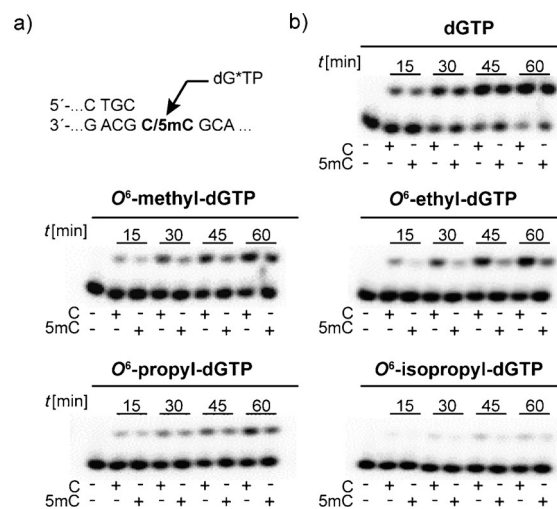 a)
dG*TP
5´-...C TGC
3´-...G ACG C/5mC GCA ...
b)
dGTP
t[min] 15 30 45 60
C - + - + - + - + -
5mC - - + - + - + - +
O⁶-methyl-dGTP
t[min] 15 30 45 60
C - + - + - + - + -
5mC - - + - + - + - +
O⁶-ethyl-dGTP
t[min] 15 30 45 60
C - + - + - + - + -
5mC - - + - + - + - +
O⁶-propyl-dGTP
t[min] 15 30 45 60
C - + - + - + - + -
5mC - - + - + - + - +
O⁶-isopropyl-dGTP
t[min] 15 30 45 60
C - + - + - + - + -
5mC - - + - + - + - +